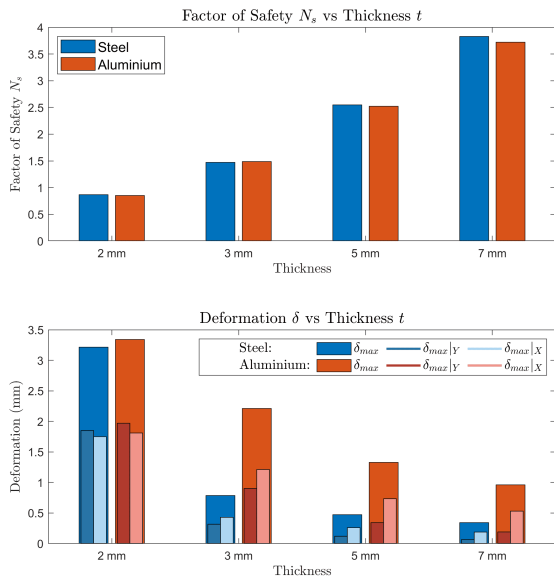 Factor of Safety N_s vs Thickness t
4
3.5
3
2.5
2
1.5
1
0.5
0
Factor of Safety N_s
Steel
Aluminium
2 mm 3 mm 5 mm 7 mm
Thickness
Deformation δ vs Thickness t
3.5
3
2.5
2
1.5
1
0.5
0
Deformation (mm)
Steel: δ_max δ_max|_Y δ_max|_X
Aluminium: δ_max δ_max|_Y δ_max|_X
2 mm 3 mm 5 mm 7 mm
Thickness